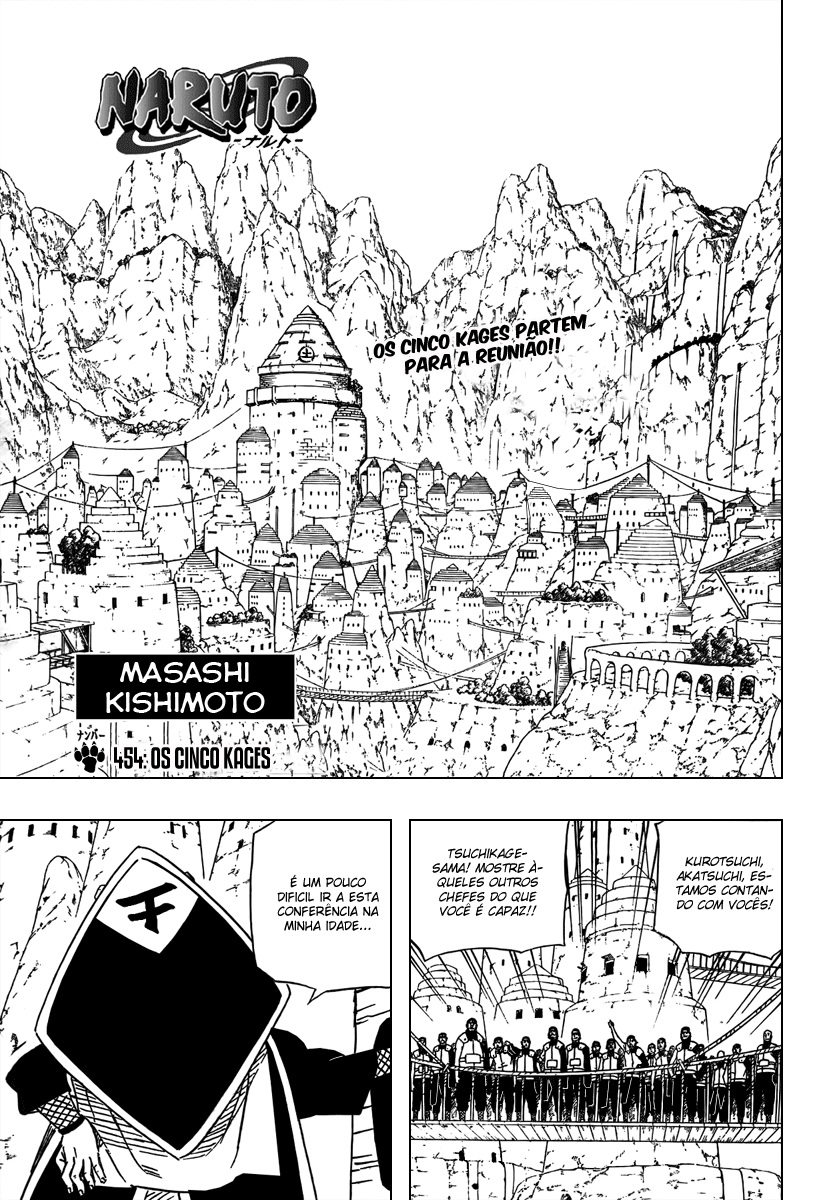 NARUTO
-ナルト-
OS CINCO KAGES PARTEM
PARA A REUNIÃO!!
MASASHI
KISHIMOTO
ナンバー
454: OS CINCO KAGES
KUROTSUCHI,
AKATSUCHI, ES-
TAMOS CONTAN-
DO COM VOCÊS!
TSUCHIKAGE-
SAMA! MOSTRE À-
QUELES OUTROS
CHEFES DO QUE
VOCÊ É CAPAZ!!
É UM POUCO
DIFICIL IR A ESTA
CONFERÊNCIA NA
MINHA IDADE...